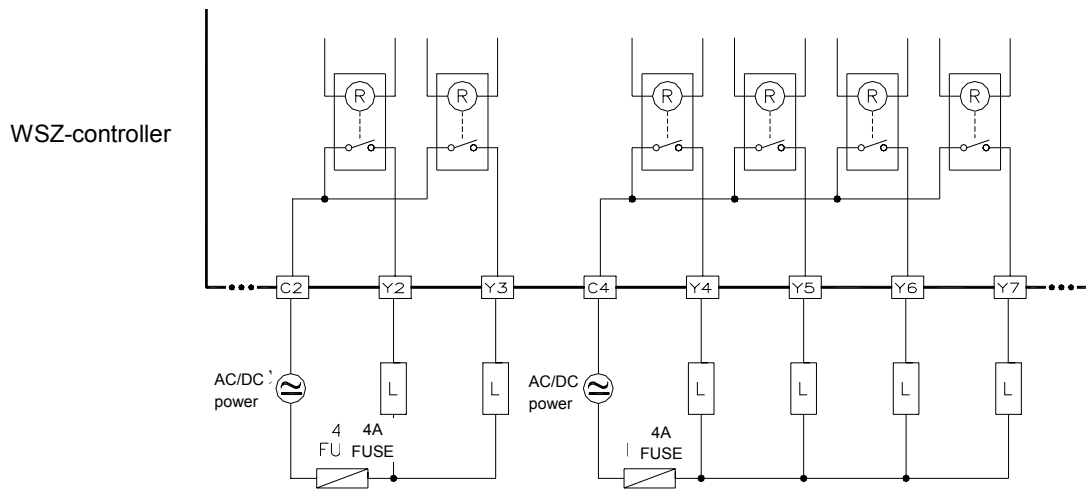 R R R R R R
WSZ-controller
C2 Y2 Y3 C4 Y4 Y5 Y6 Y7
AC/DC
power
L L
AC/DC
power
L L L L
4A
FUSE
4A
FUSE